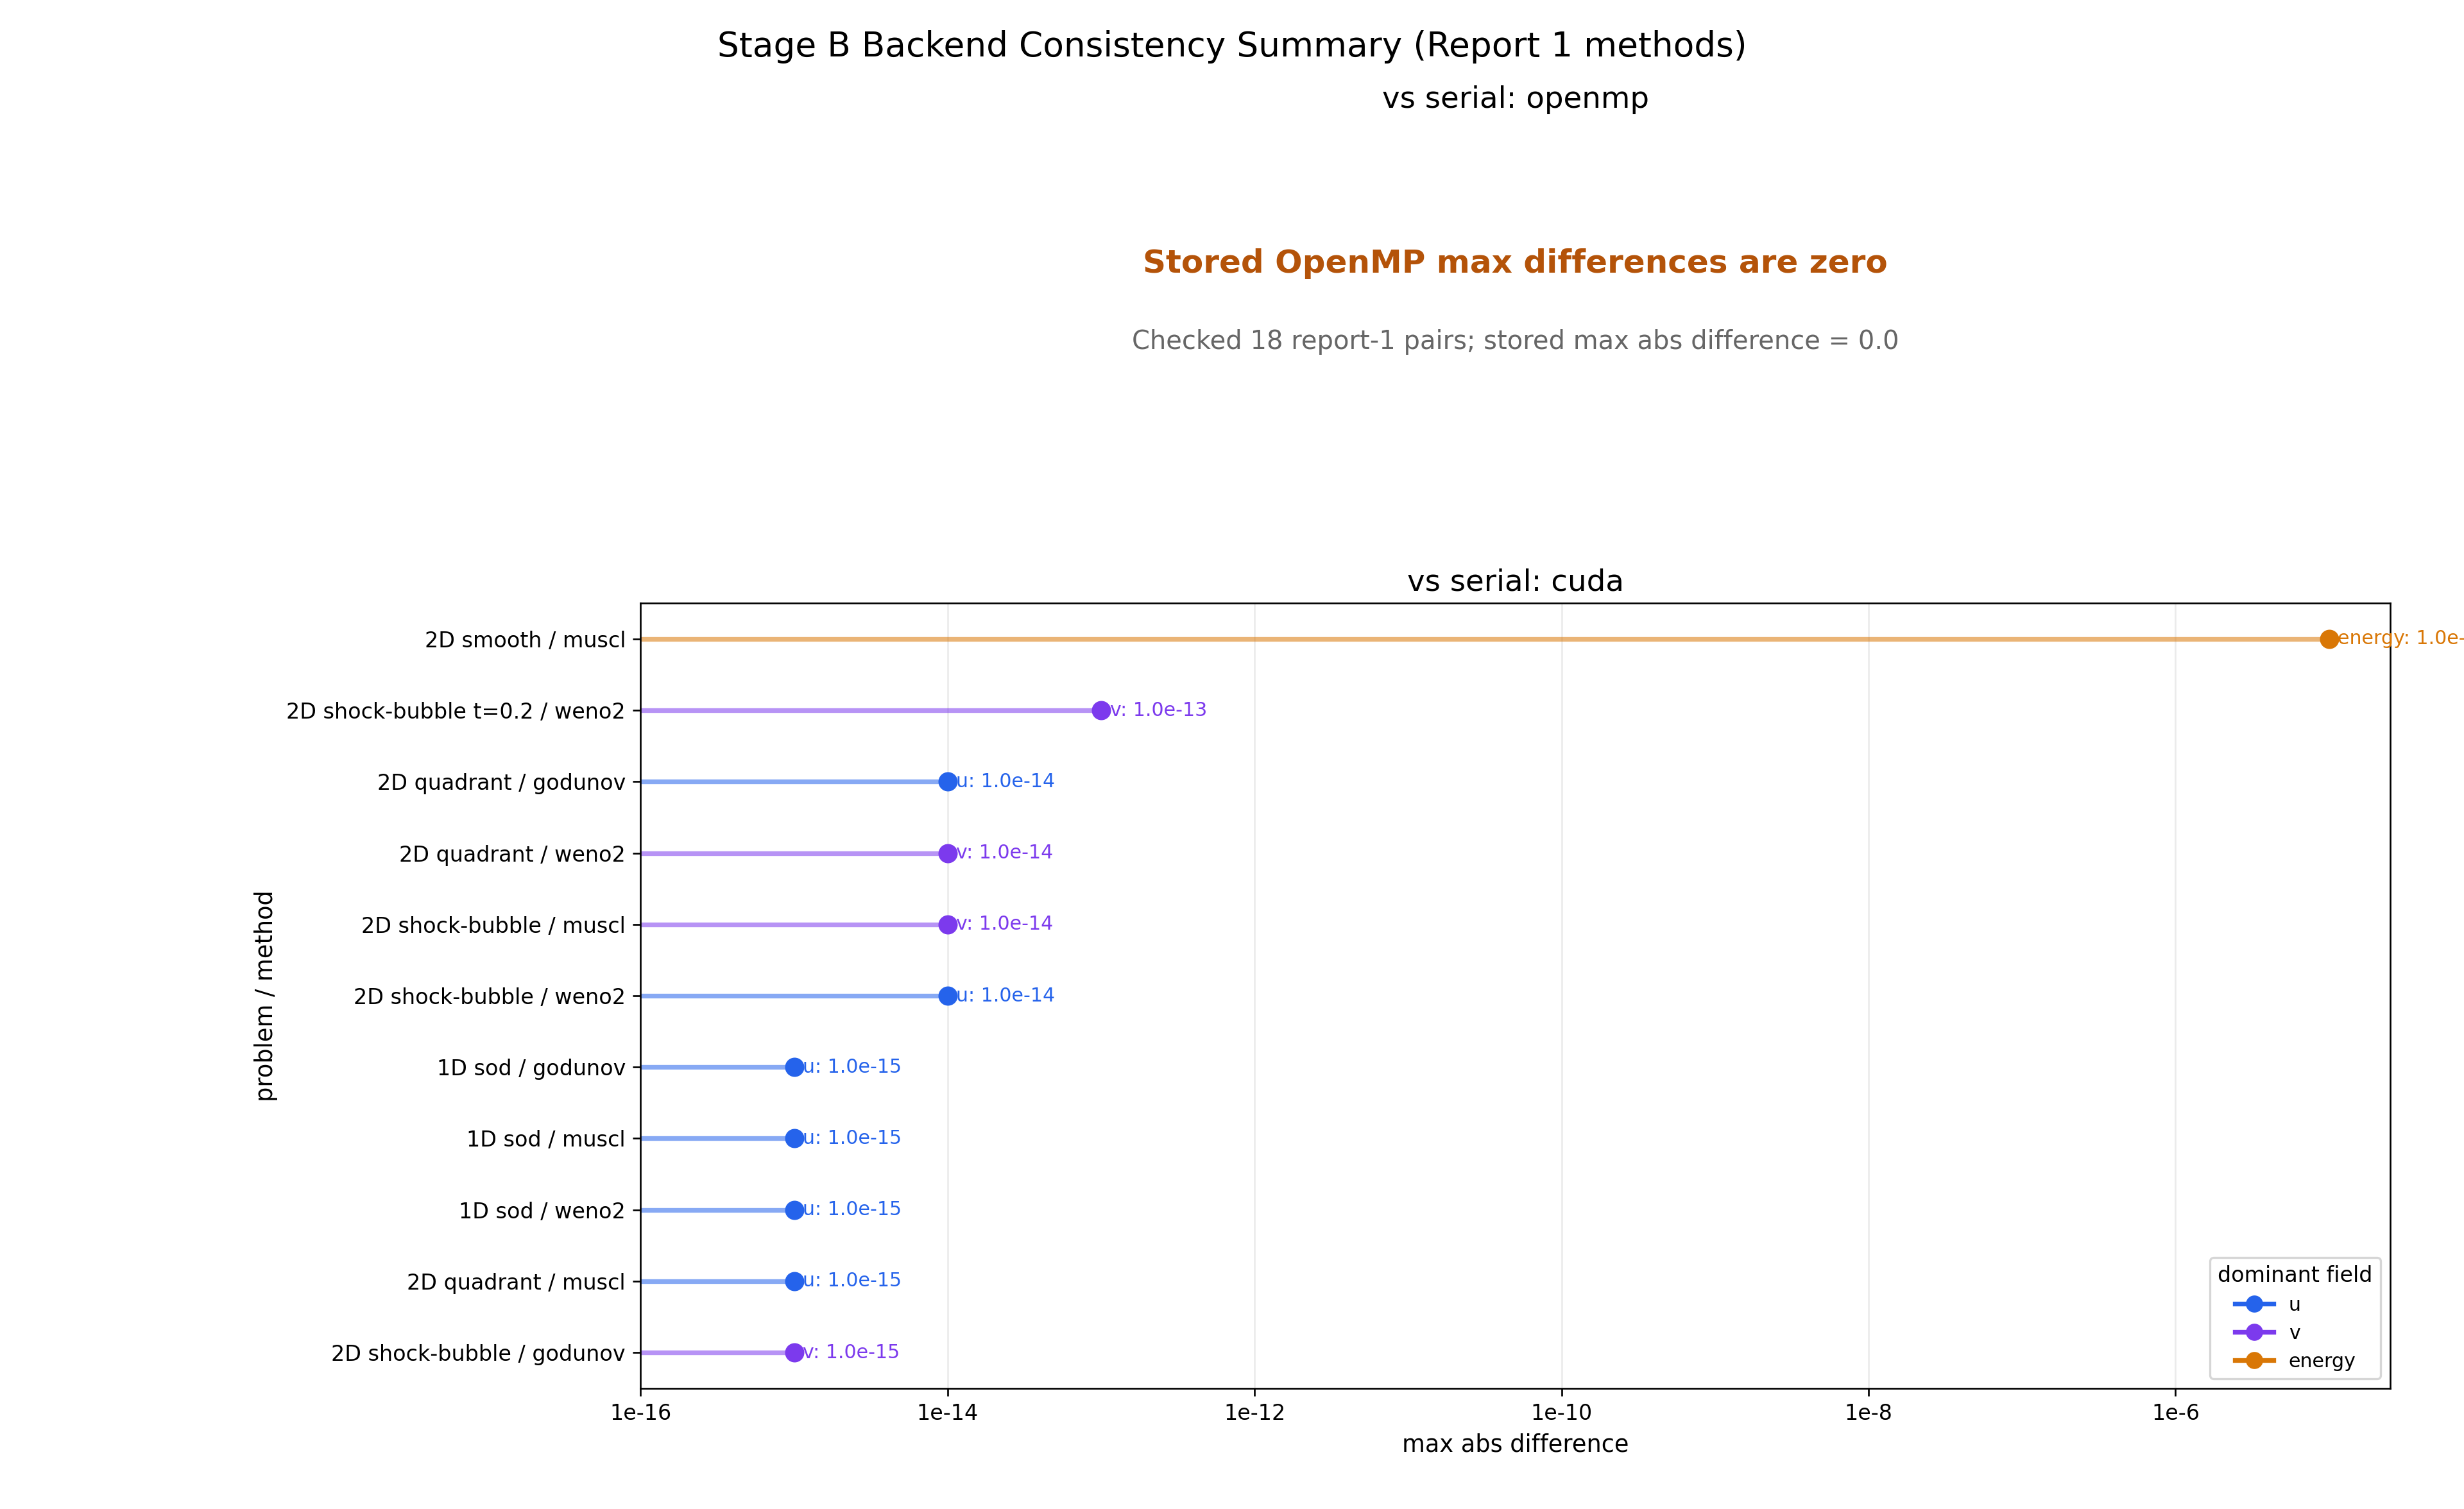 Stage B Backend Consistency Summary (Report 1 methods)
vs serial: openmp
Stored OpenMP max differences are zero
Checked 18 report-1 pairs; stored max abs difference = 0.0
vs serial: cuda
problem / method
2D smooth / muscl
energy: 1.0e-
2D shock-bubble t=0.2 / weno2
v: 1.0e-13
2D quadrant / godunov
u: 1.0e-14
2D quadrant / weno2
v: 1.0e-14
2D shock-bubble / muscl
v: 1.0e-14
2D shock-bubble / weno2
u: 1.0e-14
1D sod / godunov
u: 1.0e-15
1D sod / muscl
u: 1.0e-15
1D sod / weno2
u: 1.0e-15
2D quadrant / muscl
u: 1.0e-15
2D shock-bubble / godunov
v: 1.0e-15
dominant field
u
v
energy
1e-16 1e-14 1e-12 1e-10 1e-8 1e-6
max abs difference